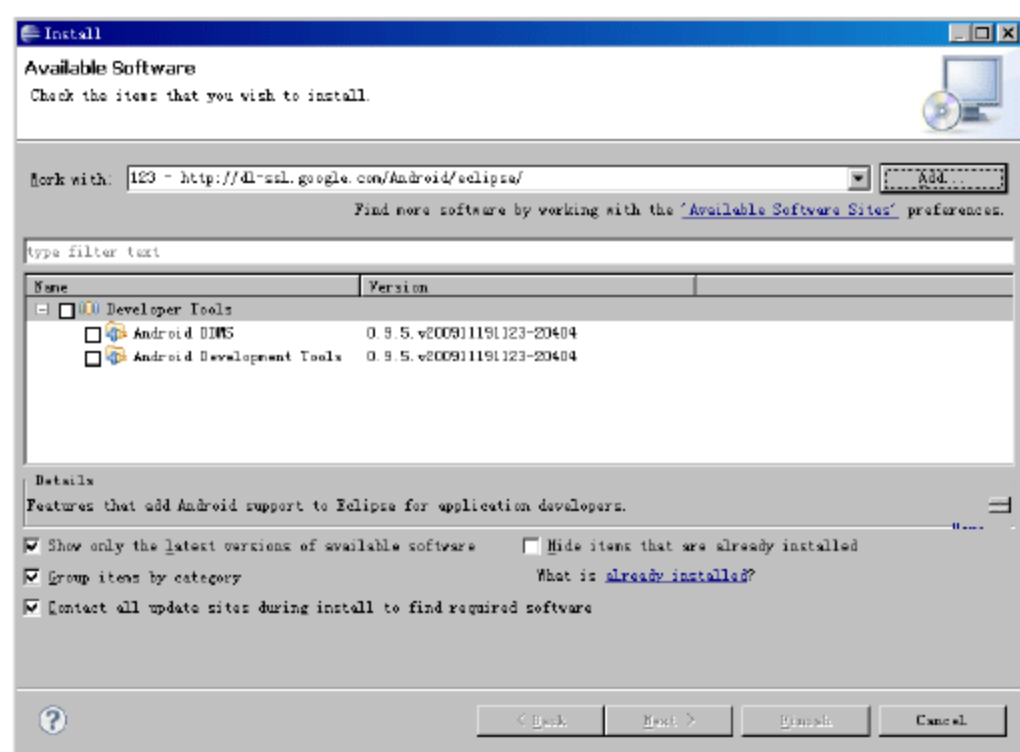 Install
Available Software
Check the items that you wish to install.
Work with: 123 - http://dl-ssl.google.com/Android/eclipse/ Add...
Find more software by working with the 'Available Software Sites' preferences.
type filter text
Name Version
Developer Tools
Android DDMS 0.9.5.v200911191123-20404
Android Development Tools 0.9.5.v200911191123-20404
Details
Features that add Android support to Eclipse for application developers.
Show only the latest versions of available software Hide items that are already installed
Group items by category What is already installed?
Contact all update sites during install to find required software
? < Back Next > Finish Cancel